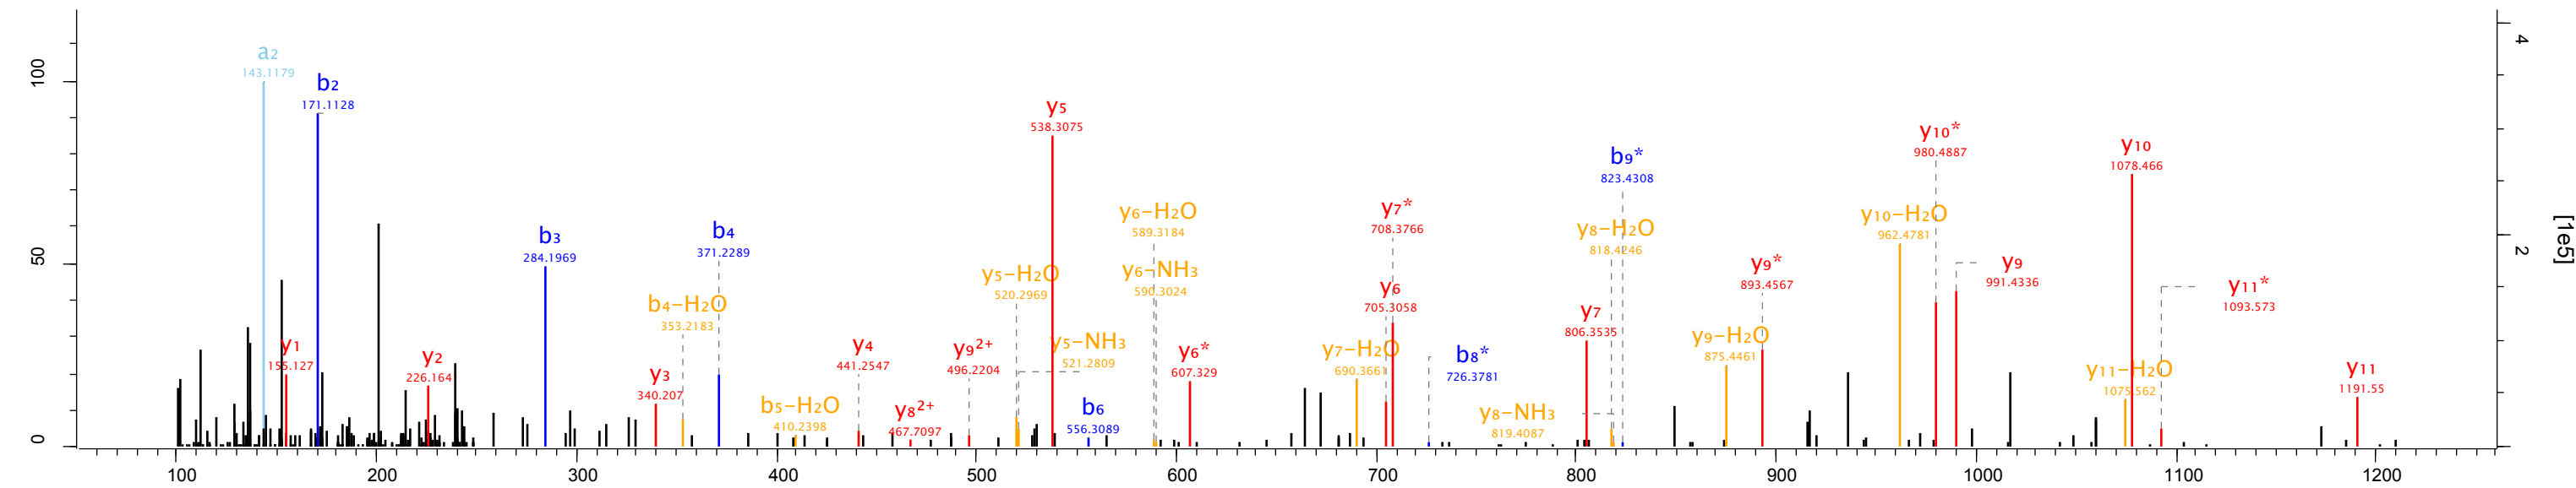 a2
143.1179
b2
171.1128
y1
155.127
y2
226.164
b3
284.1969
y3
340.207
b4-H2O
353.2183
b4
371.2289
b5-H2O
410.2398
y4
441.2547
y8 2+
467.7097
y9 2+
496.2204
y5-H2O
520.2969
y5-NH3
521.2809
y5
538.3075
b6
556.3089
y6-H2O
589.3184
y6-NH3
590.3024
y6*
607.329
y7-H2O
690.3661
y6
705.3058
y7*
708.3766
b8*
726.3781
y7
806.3535
y8-H2O
818.4246
y8-NH3
819.4087
b9*
823.4308
y9-H2O
875.4461
y9*
893.4567
y10-H2O
962.4781
y10*
980.4887
y9
991.4336
y11-H2O
1075.562
y10
1078.466
y11*
1093.573
y11
1191.55
0
50
100
100
200
300
400
500
600
700
800
900
1000
1100
1200
4
2
[1e5]